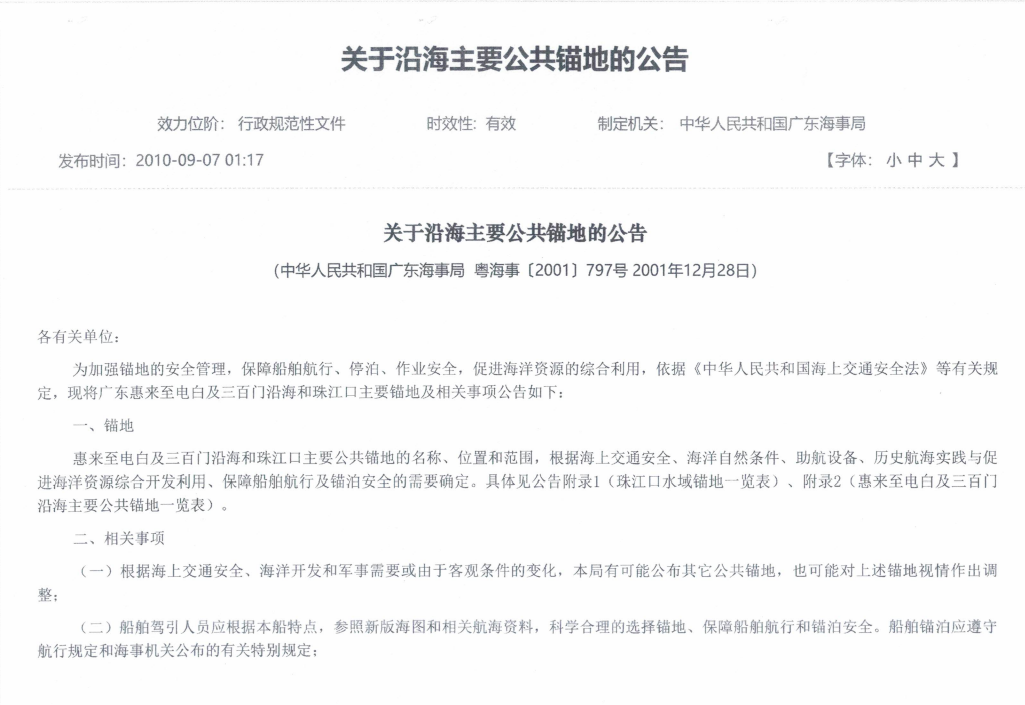 关于沿海主要公共锚地的公告
效力位阶： 行政规范性文件 时效性： 有效 制定机关： 中华人民共和国广东海事局
发布时间：2010-09-07 01:17 【字体： 小 中 大 】
关于沿海主要公共锚地的公告
（中华人民共和国广东海事局 粤海事〔2001〕797号 2001年12月28日）
各有关单位：
为加强锚地的安全管理，保障船舶航行、停泊、作业安全，促进海洋资源的综合利用，依据《中华人民共和国海上交通安全法》等有关规
定，现将广东惠来至电白及三百门沿海和珠江口主要锚地及相关事项公告如下：
一、锚地
惠来至电白及三百门沿海和珠江口主要公共锚地的名称、位置和范围，根据海上交通安全、海洋自然条件、助航设备、历史航海实践与促
进海洋资源综合开发利用、保障船舶航行及锚泊安全的需要确定。具体见公告附录1（珠江口水域锚地一览表）、附录2（惠来至电白及三百门
沿海主要公共锚地一览表）。
二、相关事项
（一）根据海上交通安全、海洋开发和军事需要或由于客观条件的变化，本局有可能公布其它公共锚地，也可能对上述锚地视情作出调
整；
（二）船舶驾引人员应根据本船特点，参照新版海图和相关航海资料，科学合理的选择锚地、保障船舶航行和锚泊安全。船舶锚泊应遵守
航行规定和海事机关公布的有关特别规定；